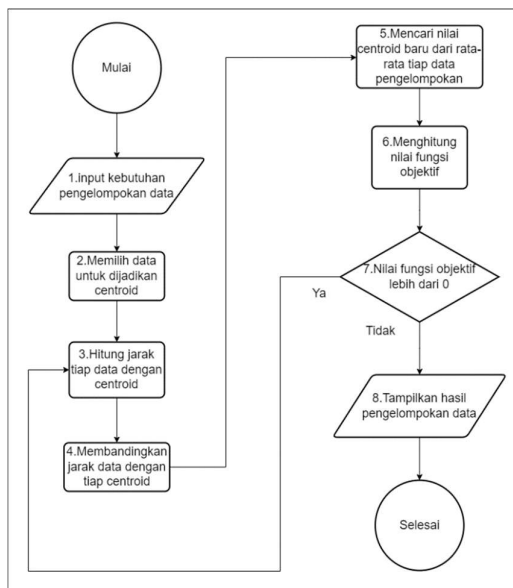 Mulai
1.input kebutuhan
pengelompokan data
2.Memilih data
untuk dijadikan
centroid
3.Hitung jarak
tiap data dengan
centroid
4.Membandingkan
jarak data dengan
tiap centroid
5.Mencari nilai
centroid baru dari rata-
rata tiap data
pengelompokan
6.Menghitung
nilai fungsi
objektif
7.Nilai fungsi objektif
lebih dari 0
Ya
Tidak
8.Tampilkan hasil
pengelompokan data
Selesai